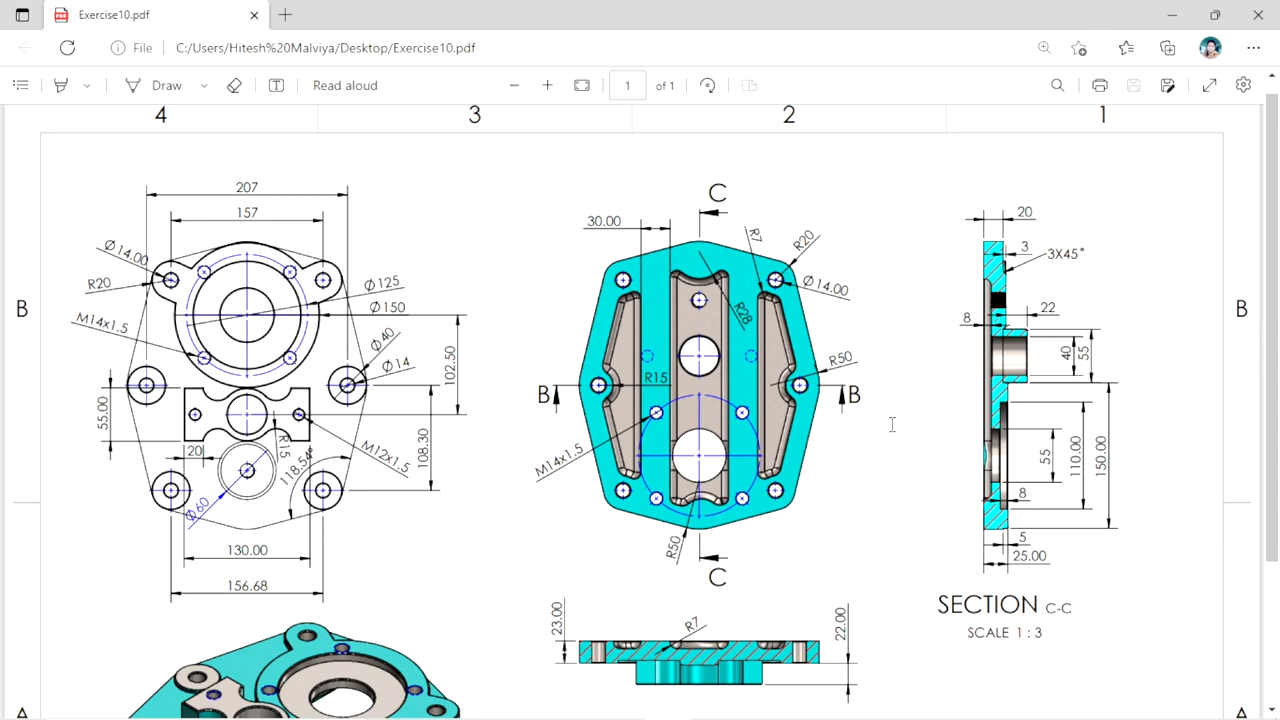 Exercise10.pdf
File
C:/Users/Hitesh%20Malviya/Desktop/Exercise10.pdf
Draw
Read aloud
1
of 1
4
3
2
1
207
157
Ø14.00
R20
M14x1.5
Ø125
Ø150
Ø40
Ø14
102.50
55.00
20
R15
118.54°
M12x1.5
108.30
Ø60
130.00
156.68
C
30.00
R7
R20
Ø14.00
R28
R50
R15
B
B
M14x1.5
R50
C
23.00
R7
22.00
20
3
3X45°
22
8
40
55
55
110.00
150.00
8
5
25.00
SECTION C-C
SCALE 1 : 3
B
B
A
A